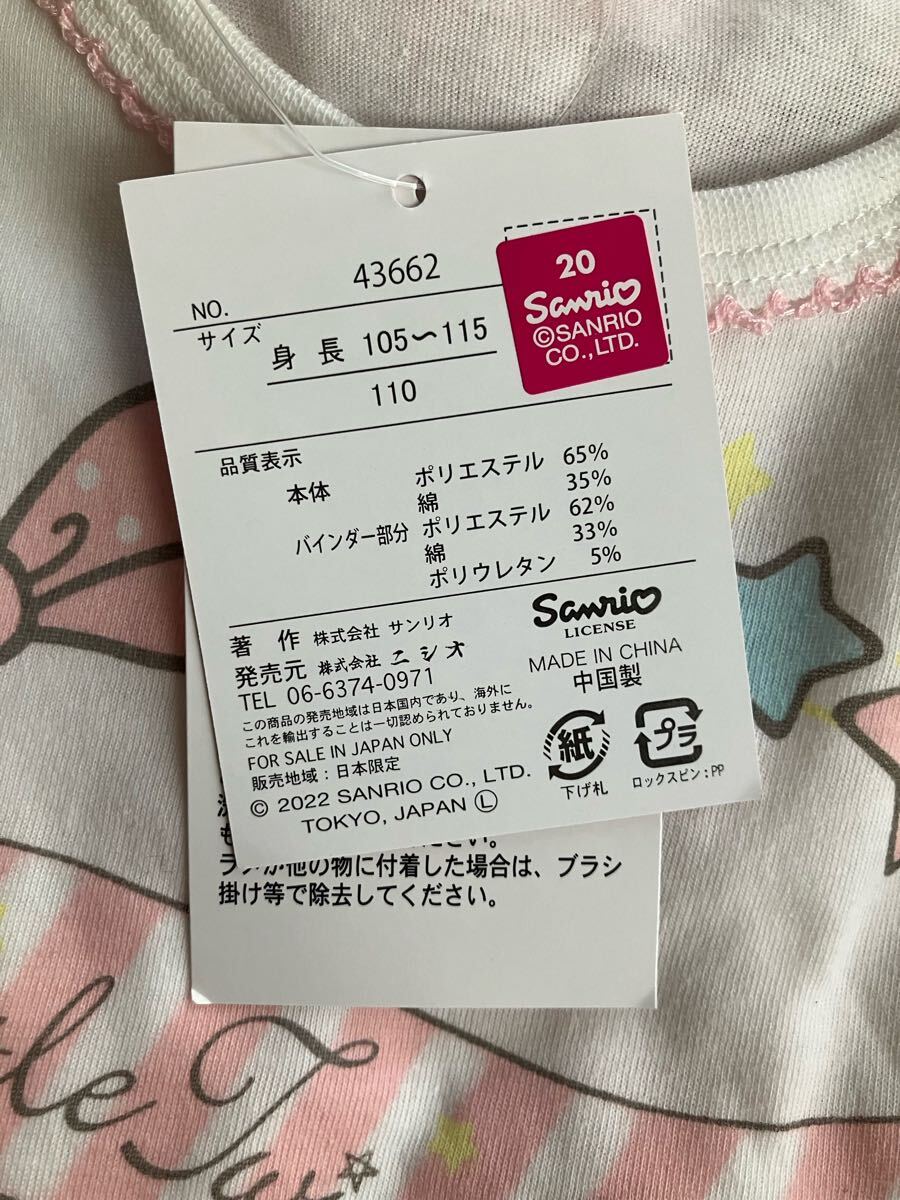 NO. 43662
サイズ 身長 105〜115
110
20
Sanrio
©SANRIO
CO.,LTD.
品質表示
本体 ポリエステル 65%
綿 35%
バインダー部分 ポリエステル 62%
綿 33%
ポリウレタン 5%
著作 株式会社 サンリオ
発売元 株式会社 ニシオ
TEL 06-6374-0971
この商品の発売地域は日本国内であり、海外に
これを輸出することは一切認められておりません。
FOR SALE IN JAPAN ONLY
販売地域：日本限定
© 2022 SANRIO CO., LTD.
TOKYO, JAPAN Ⓛ
Sanrio
LICENSE
MADE IN CHINA
中国製
紙
下げ札
プラ
ロックスピン：PP
ださい。
ラメが他の物に付着した場合は、ブラシ
掛け等で除去してください。
tle Tw